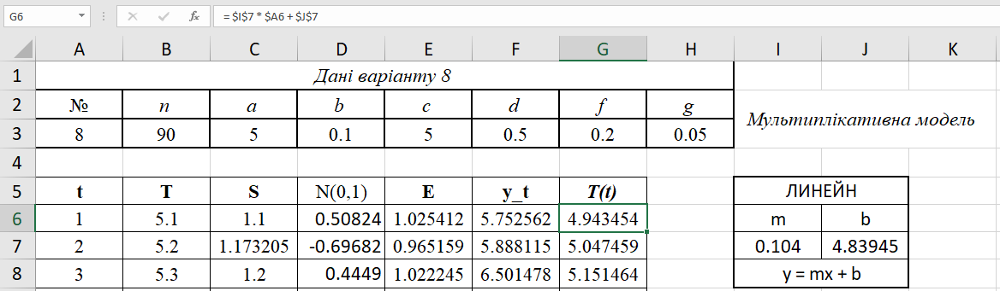 G6 fx = $I$7 * $A6 + $J$7
A B C D E F G H I J K
1 Дані варіанту 8
2 № n a b c d f g
Мультиплікативна модель
3 8 90 5 0.1 5 0.5 0.2 0.05
4
5 t T S N(0,1) E y_t T(t) ЛИНЕЙН
6 1 5.1 1.1 0.50824 1.025412 5.752562 4.943454 m b
7 2 5.2 1.173205 -0.69682 0.965159 5.888115 5.047459 0.104 4.83945
8 3 5.3 1.2 0.4449 1.022245 6.501478 5.151464 y = mx + b